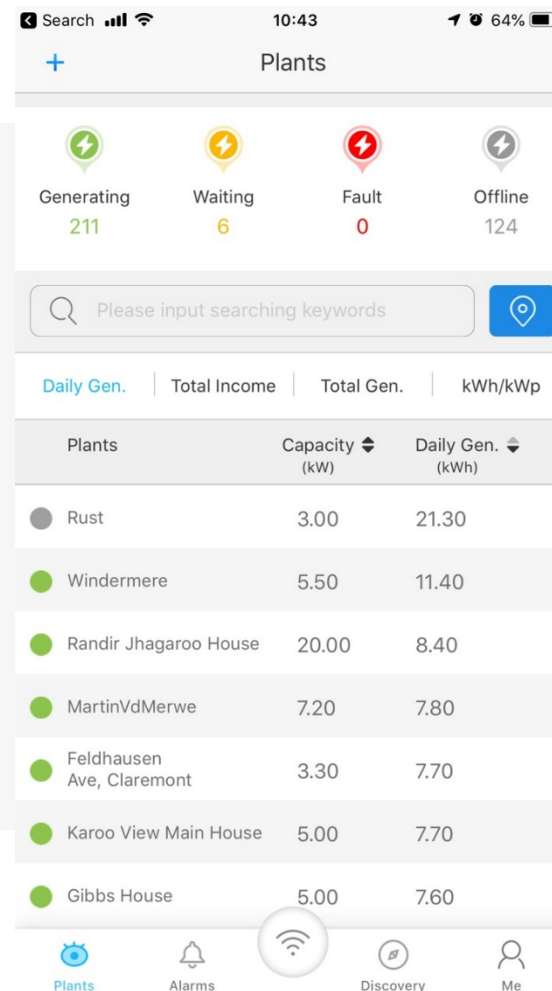 Search 10:43 64%
+ Plants
Generating Waiting Fault Offline
211 6 0 124
Please input searching keywords
Daily Gen. Total Income Total Gen. kWh/kWp
Plants Capacity Daily Gen.
(kW) (kWh)
Rust 3.00 21.30
Windermere 5.50 11.40
Randir Jhagaroo House 20.00 8.40
MartinVdMerwe 7.20 7.80
Feldhausen
Ave, Claremont 3.30 7.70
Karoo View Main House 5.00 7.70
Gibbs House 5.00 7.60
Plants Alarms Discovery Me